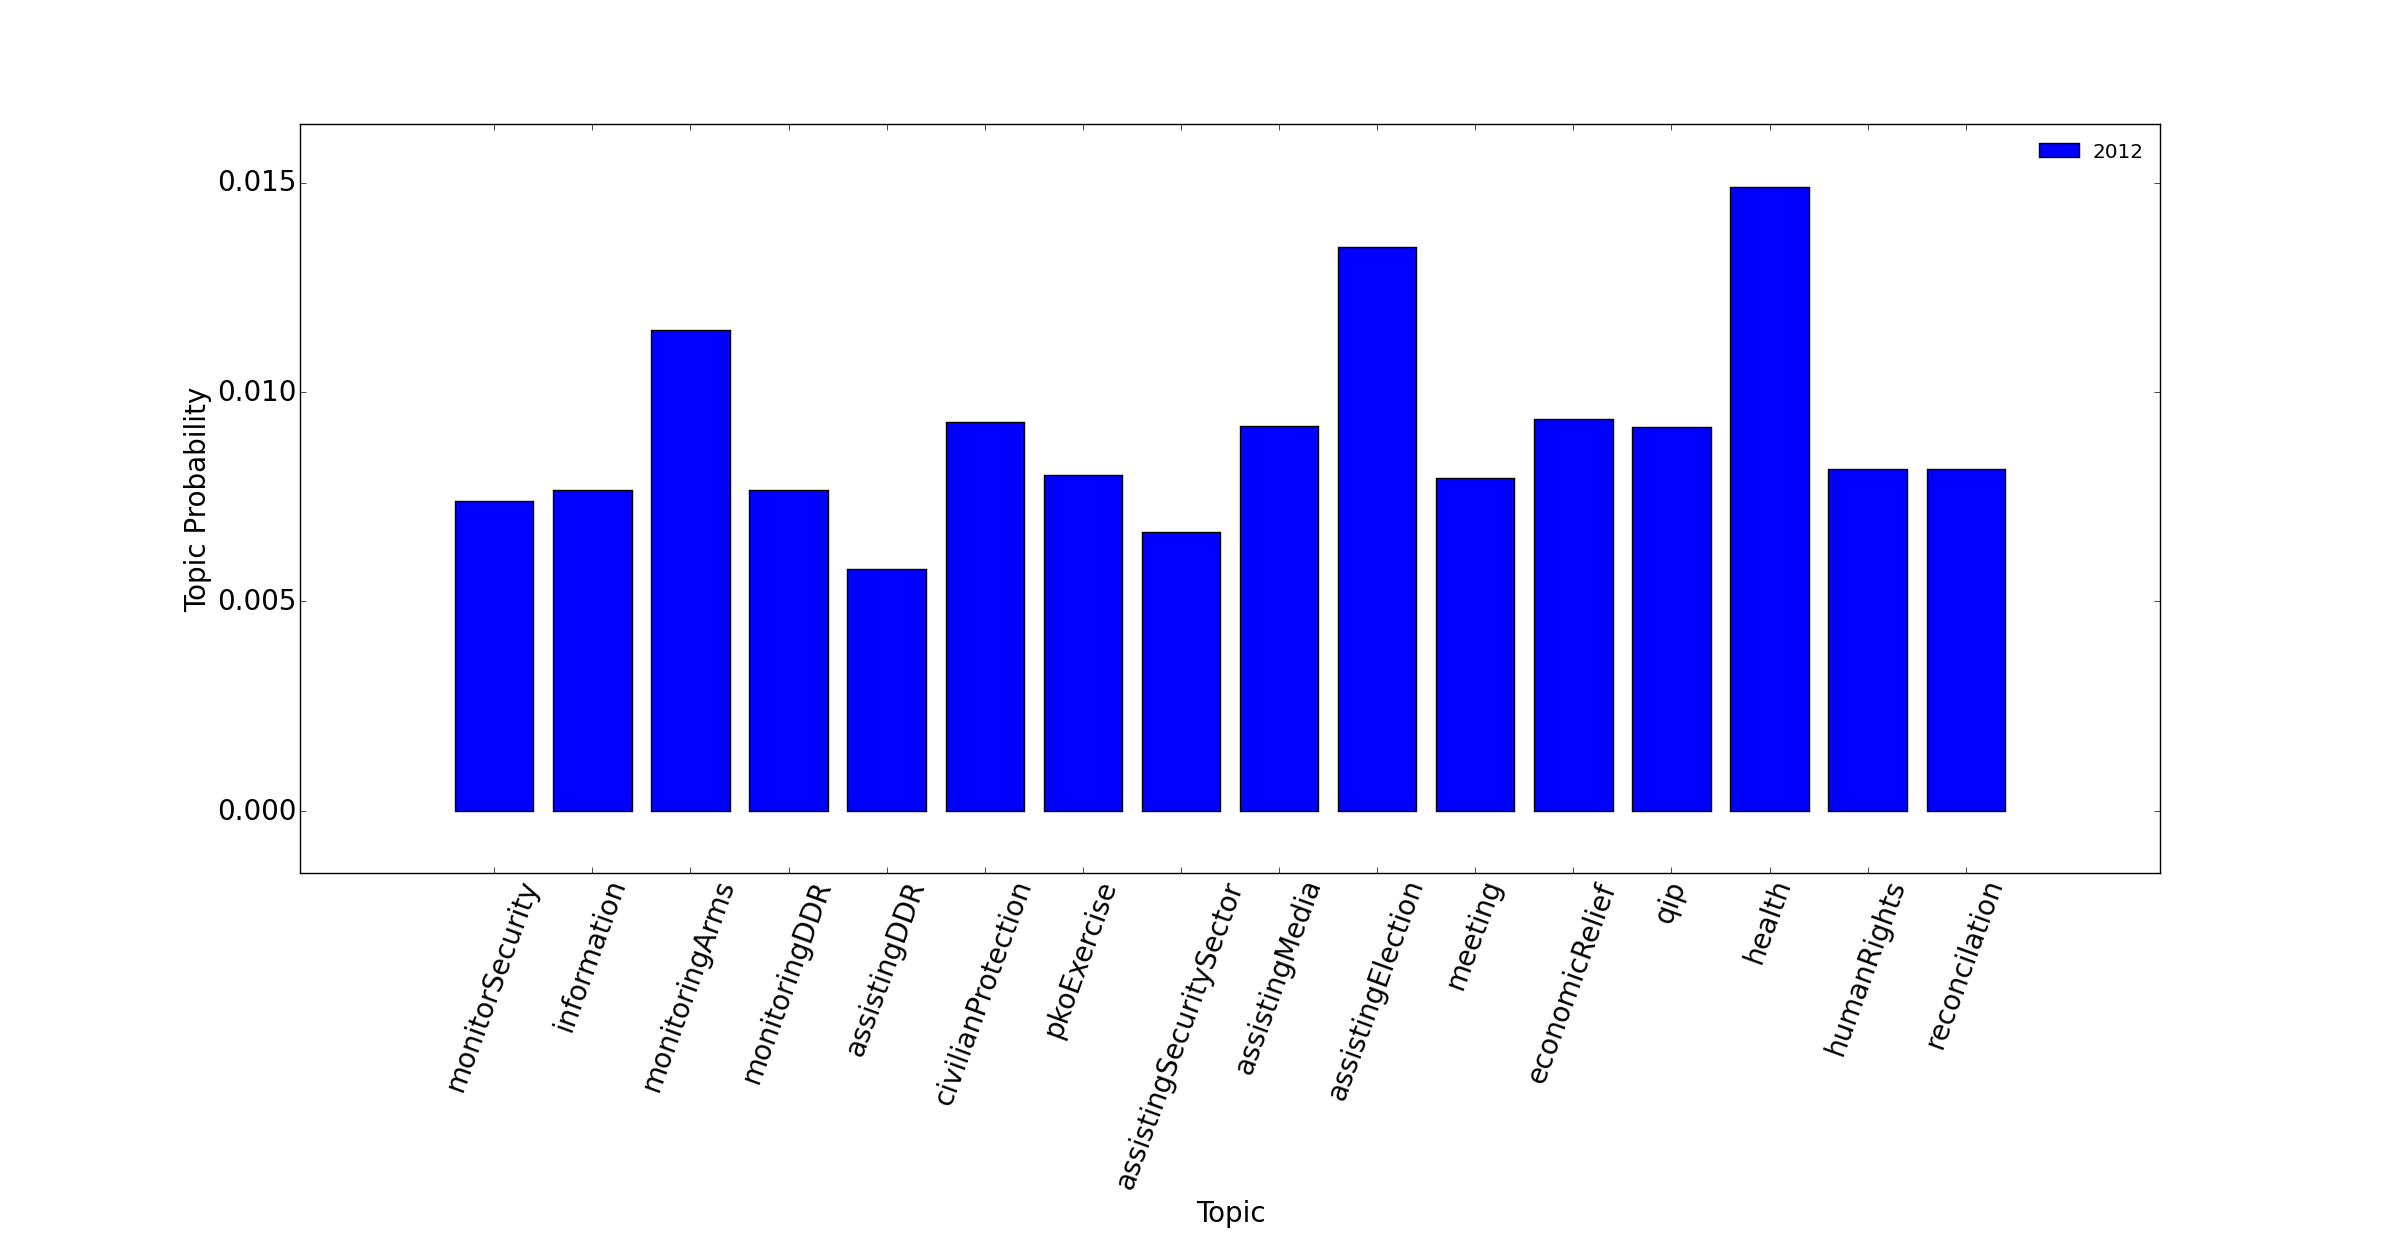 2012
0.015
0.010
0.005
0.000
Topic Probability
monitorSecurity
information
monitoringArms
monitoringDDR
assistingDDR
civilianProtection
pkoExercise
assistingSecuritySector
assistingMedia
assistingElection
meeting
economicRelief
qip
health
humanRights
reconcilation
Topic